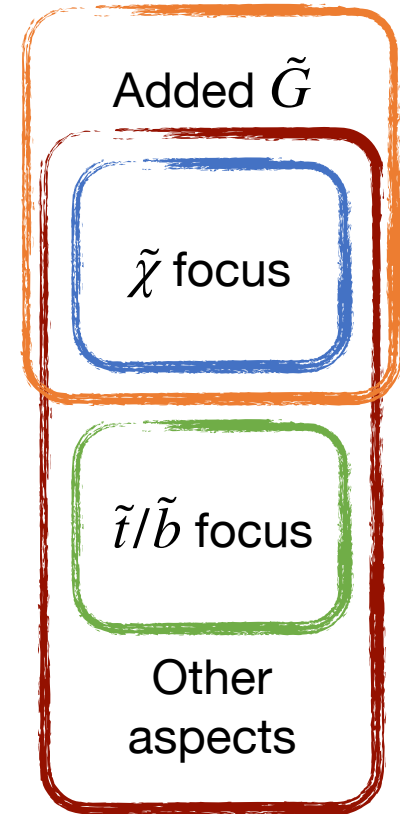 Added G̃
χ̃ focus
t̃/b̃ focus
Other
aspects